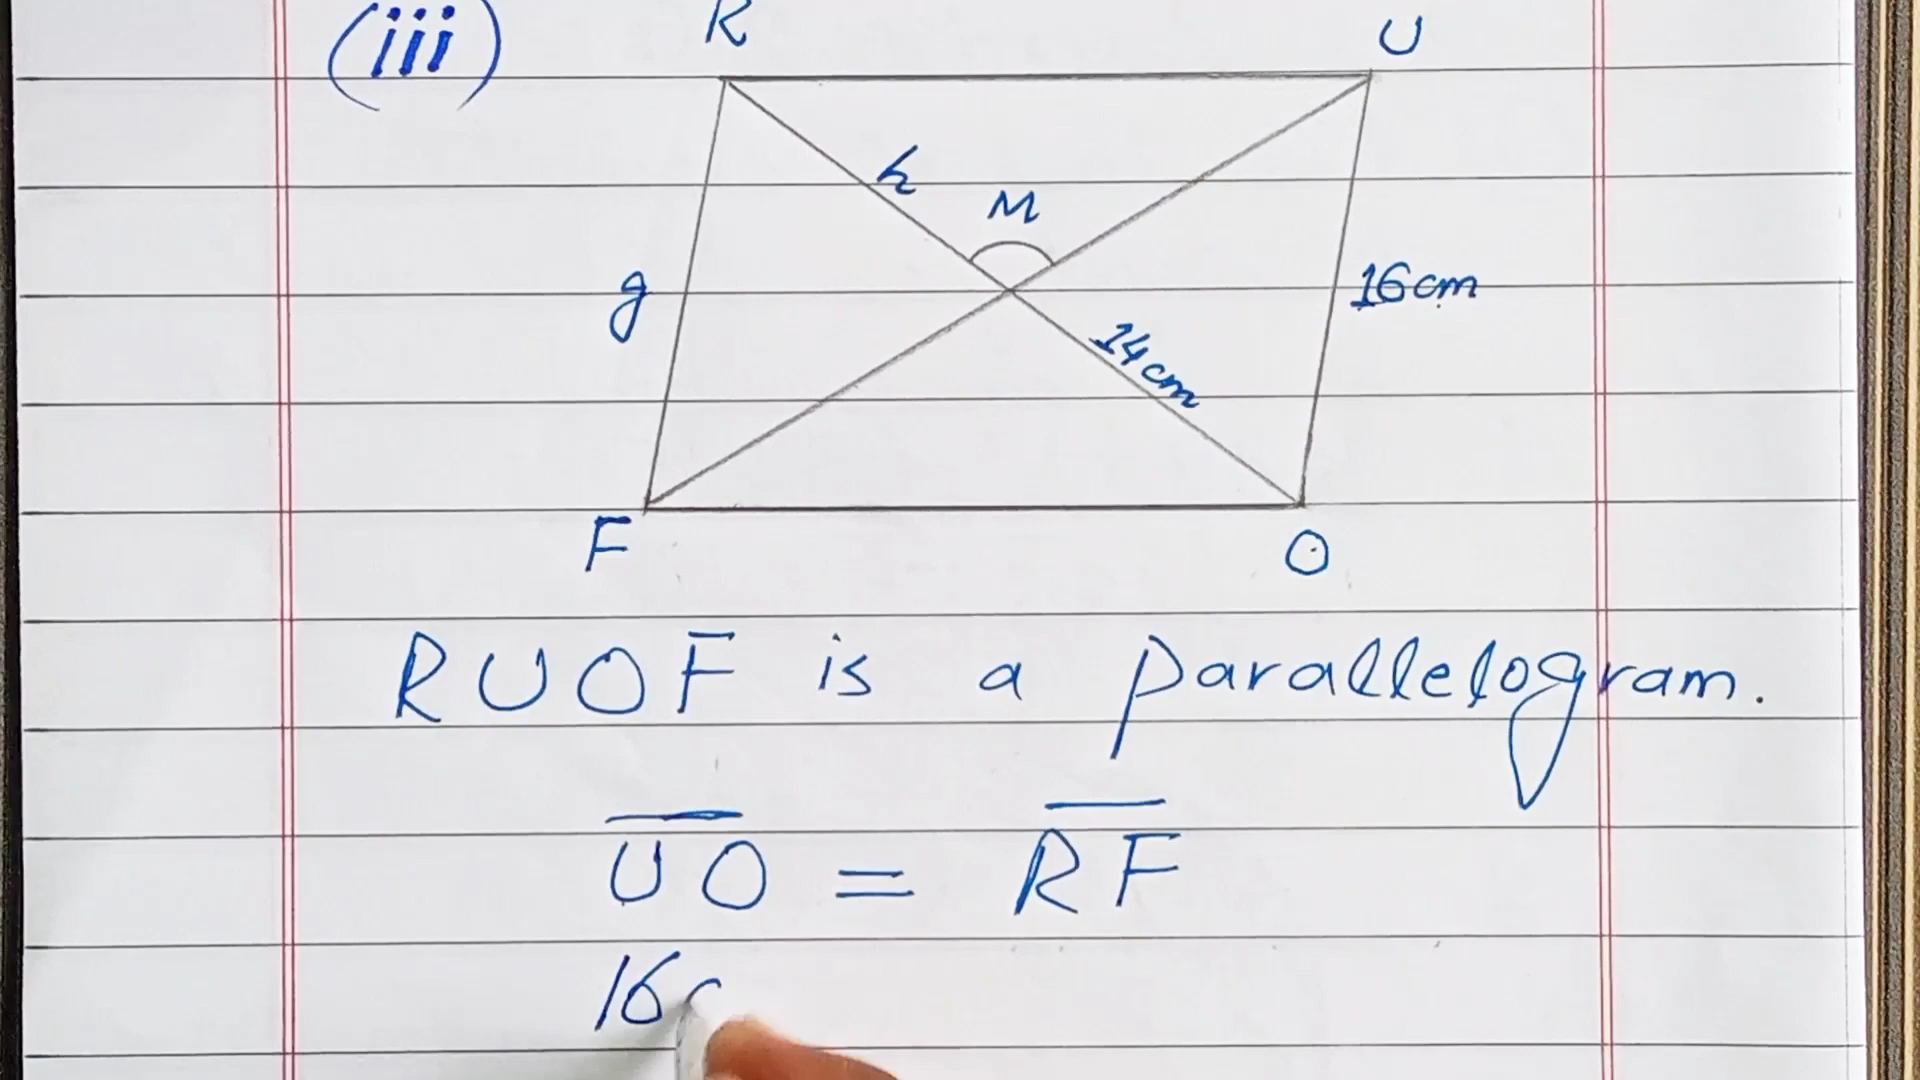 (iii)
R
U
h
M
g
16cm
14cm
F
O
RUOF is a parallelogram.
UO = RF
16c